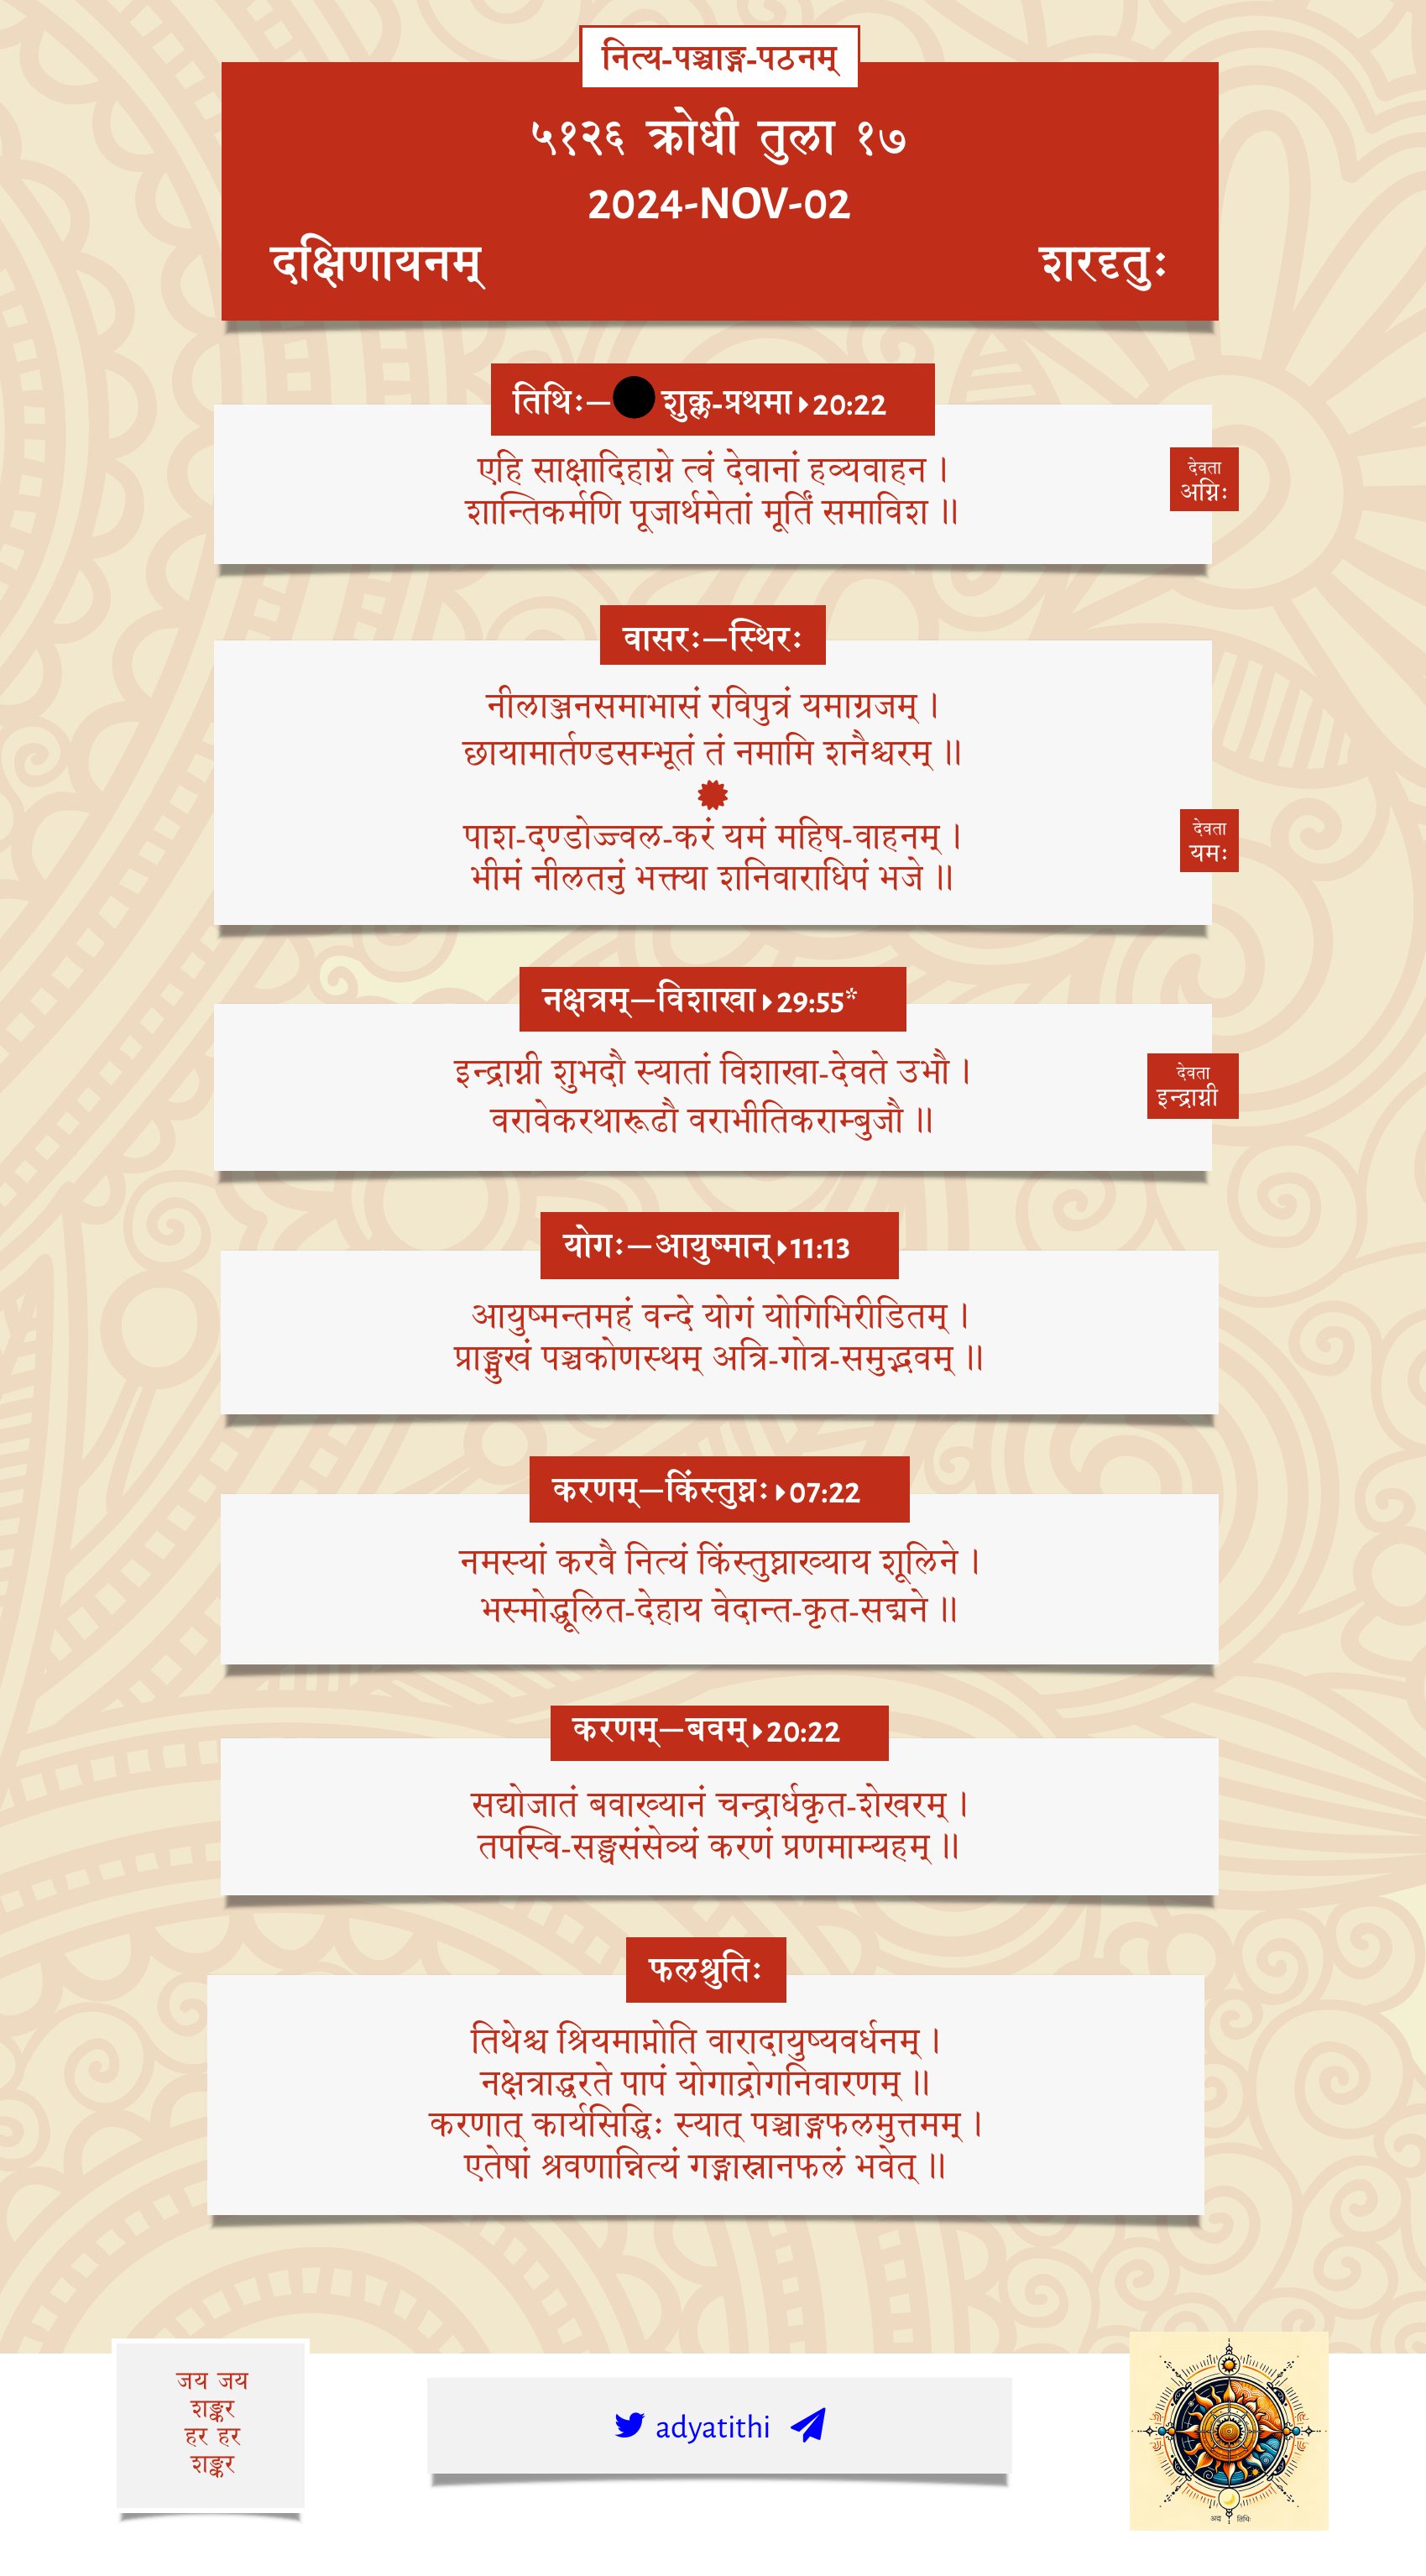 नित्य-पञ्चाङ्ग-पठनम्
५१२६ क्रोधी तुला १७
2024-NOV-02
दक्षिणायनम् शरदृतुः
तिथिः— शुक्ल-प्रथमा 20:22
एहि साक्षादिहाग्ने त्वं देवानां हव्यवाहन ।
शान्तिकर्मणि पूजार्थमेतां मूर्तिं समाविश ॥
देवता
अग्निः
वासरः—स्थिरः
नीलाञ्जनसमाभासं रविपुत्रं यमाग्रजम् ।
छायामार्तण्डसम्भूतं तं नमामि शनैश्चरम् ॥
पाश-दण्डोज्ज्वल-करं यमं महिष-वाहनम् ।
भीमं नीलतनुं भक्त्या शनिवाराधिपं भजे ॥
देवता
यमः
नक्षत्रम्—विशाखा 29:55*
इन्द्राग्नी शुभदौ स्यातां विशाखा-देवते उभौ ।
वरावेकरथारूढौ वराभीतिकराम्बुजौ ॥
देवता
इन्द्राग्नी
योगः—आयुष्मान् 11:13
आयुष्मन्तमहं वन्दे योगं योगिभिरीडितम् ।
प्राङ्मुखं पञ्चकोणस्थम् अत्रि-गोत्र-समुद्भवम् ॥
करणम्—किंस्तुघ्नः 07:22
नमस्यां करवै नित्यं किंस्तुघ्नाख्याय शूलिने ।
भस्मोद्धूलित-देहाय वेदान्त-कृत-सद्मने ॥
करणम्—बवम् 20:22
सद्योजातं बवाख्यानं चन्द्रार्धकृत-शेखरम् ।
तपस्वि-सङ्घसंसेव्यं करणं प्रणमाम्यहम् ॥
फलश्रुतिः
तिथेश्च श्रियमाप्नोति वारादायुष्यवर्धनम् ।
नक्षत्राद्धरते पापं योगाद्रोगनिवारणम् ॥
करणात् कार्यसिद्धिः स्यात् पञ्चाङ्गफलमुत्तमम् ।
एतेषां श्रवणान्नित्यं गङ्गास्नानफलं भवेत् ॥
जय जय
शङ्कर
हर हर
शङ्कर
adyatithi
अद्य तिथिः